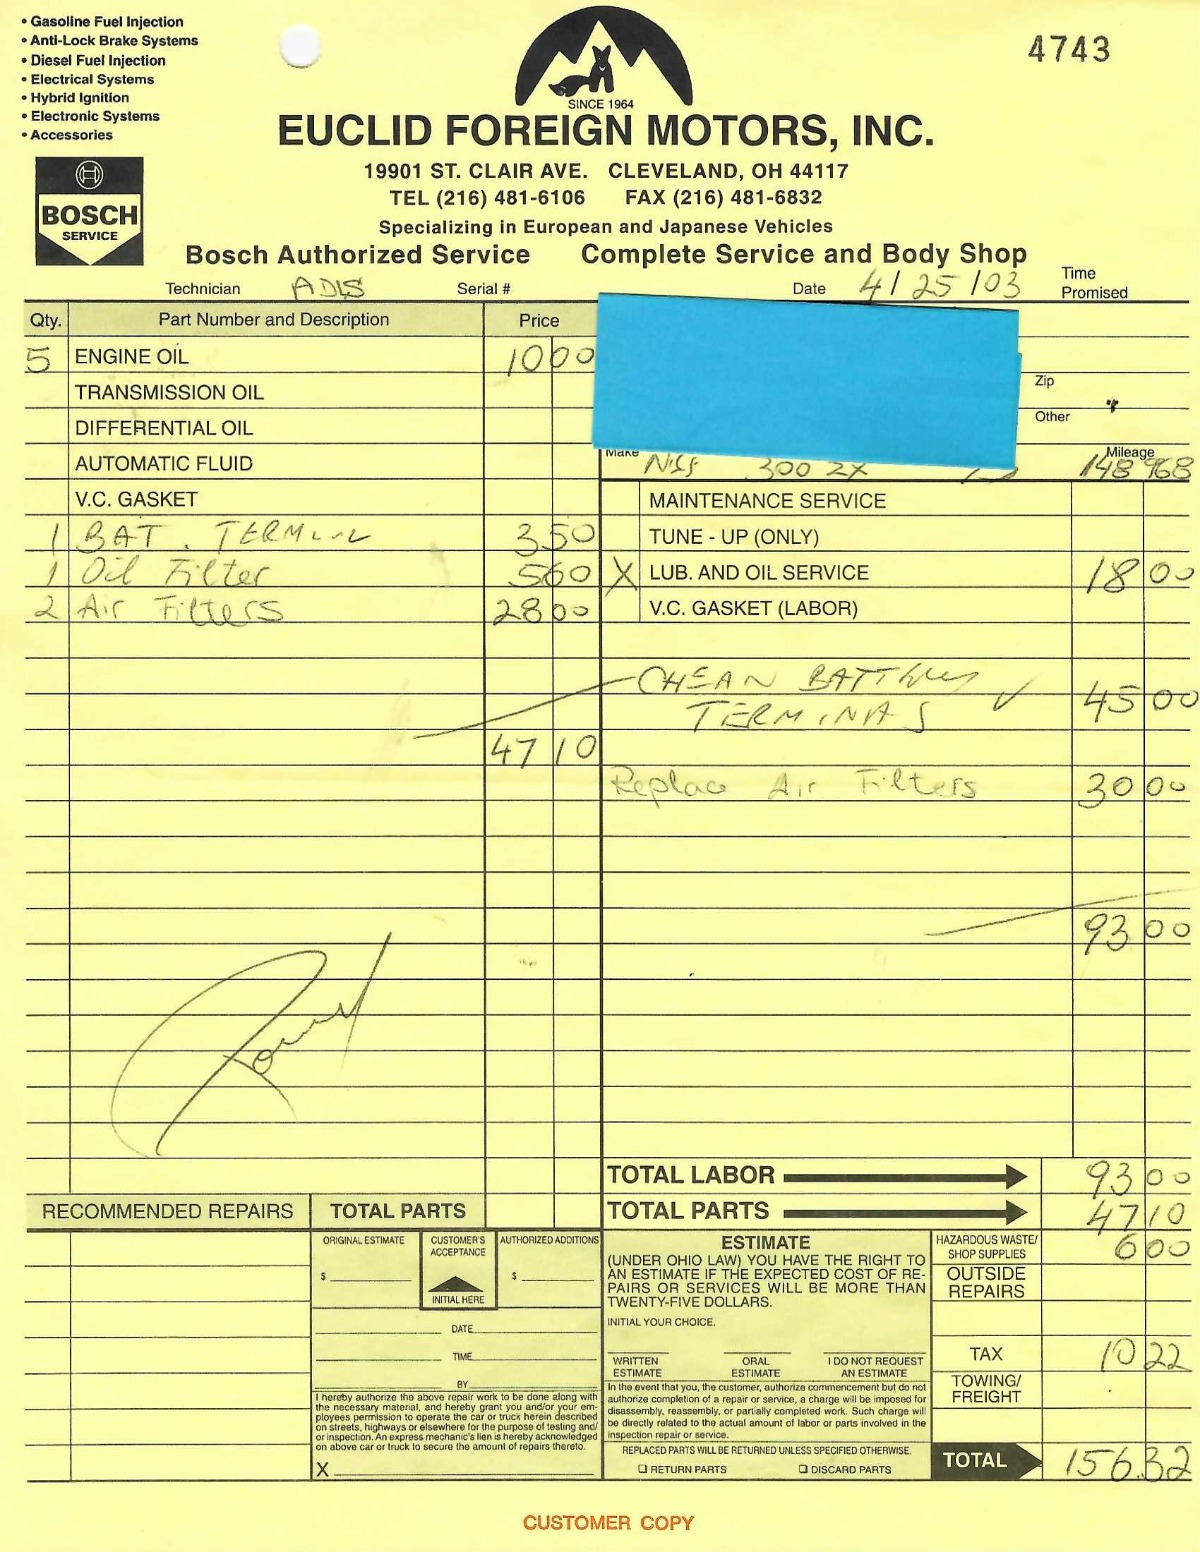 • Gasoline Fuel Injection
• Anti-Lock Brake Systems
• Diesel Fuel Injection
• Electrical Systems
• Hybrid Ignition
• Electronic Systems
• Accessories
BOSCH
SERVICE
4743
SINCE 1964
EUCLID FOREIGN MOTORS, INC.
19901 ST. CLAIR AVE. CLEVELAND, OH 44117
TEL (216) 481-6106 FAX (216) 481-6832
Specializing in European and Japanese Vehicles
Bosch Authorized Service Complete Service and Body Shop
Technician Serial # Date 4/25/03 Time Promised
Qty. Part Number and Description Price
5 ENGINE OIL 10 00
TRANSMISSION OIL
DIFFERENTIAL OIL
AUTOMATIC FLUID
V.C. GASKET
1 BAT. 3 50
1 Oil Filter 5 60
2 Air Filters 28 00
47 10
Zip
Other
Make 300 ZX Mileage 148 968
MAINTENANCE SERVICE
TUNE - UP (ONLY)
X LUB. AND OIL SERVICE 18 00
V.C. GASKET (LABOR)
TERMINALS 45 00
Replace Air Filters 30 00
93 00
TOTAL LABOR 93 00
TOTAL PARTS 47 10
RECOMMENDED REPAIRS
TOTAL PARTS
ORIGINAL ESTIMATE
$
CUSTOMER'S ACCEPTANCE
INITIAL HERE
AUTHORIZED ADDITIONS
$
DATE
TIME
BY
I hereby authorize the above repair work to be done along with
the necessary material, and hereby grant you and/or your em-
ployees permission to operate the car or truck herein described
on streets, highways or elsewhere for the purpose of testing and/
or inspection. An express mechanic's lien is hereby acknowledged
on above car or truck to secure the amount of repairs thereto.
X
ESTIMATE
(UNDER OHIO LAW) YOU HAVE THE RIGHT TO
AN ESTIMATE IF THE EXPECTED COST OF RE-
PAIRS OR SERVICES WILL BE MORE THAN
TWENTY-FIVE DOLLARS.
INITIAL YOUR CHOICE.
WRITTEN ESTIMATE ORAL ESTIMATE I DO NOT REQUEST AN ESTIMATE
In the event that you, the customer, authorize commencement but do not
authorize completion of a repair or service, a charge will be imposed for
disassembly, reassembly, or partially completed work. Such charge will
be directly related to the actual amount of labor or parts involved in the
inspection repair or service.
REPLACED PARTS WILL BE RETURNED UNLESS SPECIFIED OTHERWISE.
☐ RETURN PARTS ☐ DISCARD PARTS
HAZARDOUS WASTE/
SHOP SUPPLIES 6 00
OUTSIDE
REPAIRS
TAX 10 22
TOWING/
FREIGHT
TOTAL 156.32
CUSTOMER COPY